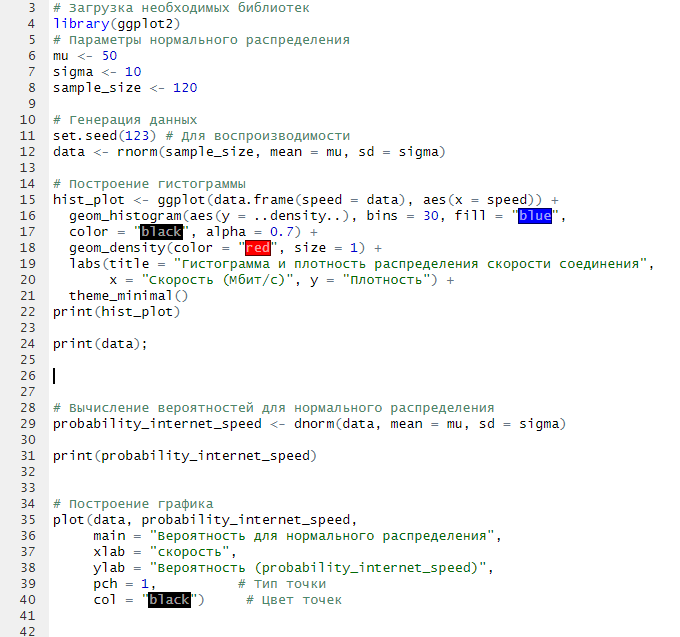 3 # Загрузка необходимых библиотек
4 library(ggplot2)
5 # Параметры нормального распределения
6 mu <- 50
7 sigma <- 10
8 sample_size <- 120
9
10 # Генерация данных
11 set.seed(123) # Для воспроизводимости
12 data <- rnorm(sample_size, mean = mu, sd = sigma)
13
14 # Построение гистограммы
15 hist_plot <- ggplot(data.frame(speed = data), aes(x = speed)) +
16   geom_histogram(aes(y = ..density..), bins = 30, fill = "blue",
17   color = "black", alpha = 0.7) +
18   geom_density(color = "red", size = 1) +
19   labs(title = "Гистограмма и плотность распределения скорости соединения",
20        x = "Скорость (Мбит/с)", y = "Плотность") +
21   theme_minimal()
22 print(hist_plot)
23
24 print(data);
25
26
27
28 # Вычисление вероятностей для нормального распределения
29 probability_internet_speed <- dnorm(data, mean = mu, sd = sigma)
30
31 print(probability_internet_speed)
32
33
34 # Построение графика
35 plot(data, probability_internet_speed,
36      main = "Вероятность для нормального распределения",
37      xlab = "скорость",
38      ylab = "Вероятность (probability_internet_speed)",
39      pch = 1,          # Тип точки
40      col = "black")     # Цвет точек
41
42